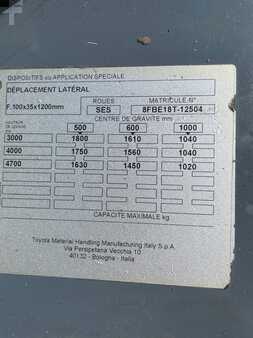 DISPOSITIFS ou APPLICATION SPECIALE
DÉPLACEMENT LATÉRAL
ROUES MATRICULE N°
F.100x35x1200mm SES 8FBE18T-12504
CENTRE DE GRAVITE mm
500 600 1000
3000 1800 1610 1040
4000 1750 1560 1040
4700 1630 1450 1020
CAPACITE MAXIMALE kg
Toyota Material Handling Manufacturing Italy S.p.A.
Via Persicetana Vecchia 10
40132 - Bologna - Italia